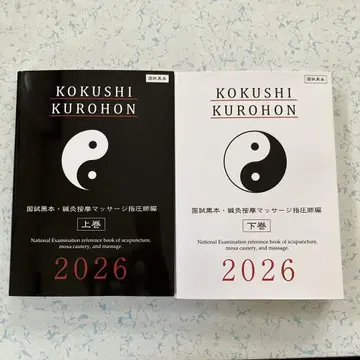 国試黒本
KOKUSHI
KUROHON
国試黒本・鍼灸按摩マッサージ指圧師編
上巻
National Examination reference book of acupuncture,
moxa cautery, and massage.
2026
国試黒本
KOKUSHI
KUROHON
国試黒本・鍼灸按摩マッサージ指圧師編
下巻
National Examination reference book of acupuncture,
moxa cautery, and massage.
2026